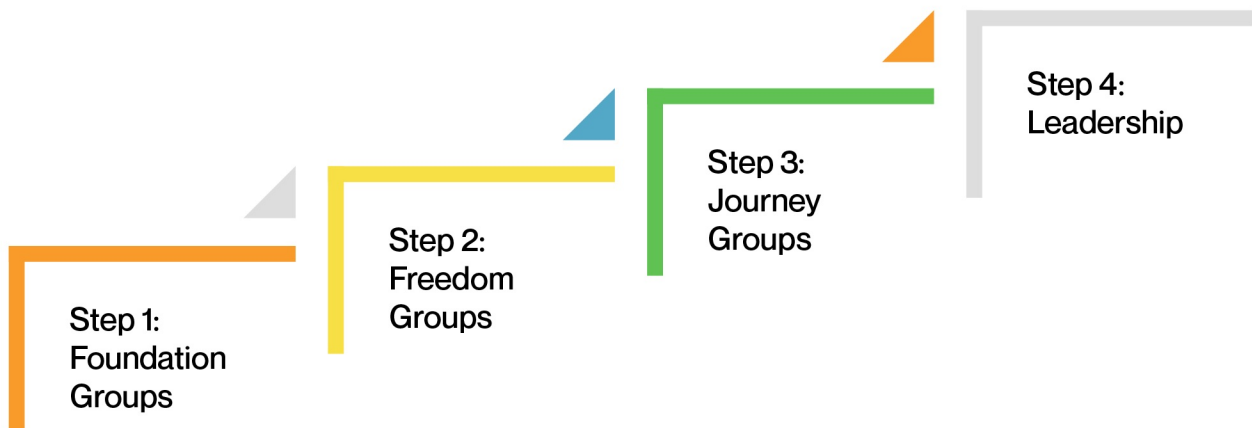 Step 1:
Foundation
Groups
Step 2:
Freedom
Groups
Step 3:
Journey
Groups
Step 4:
Leadership